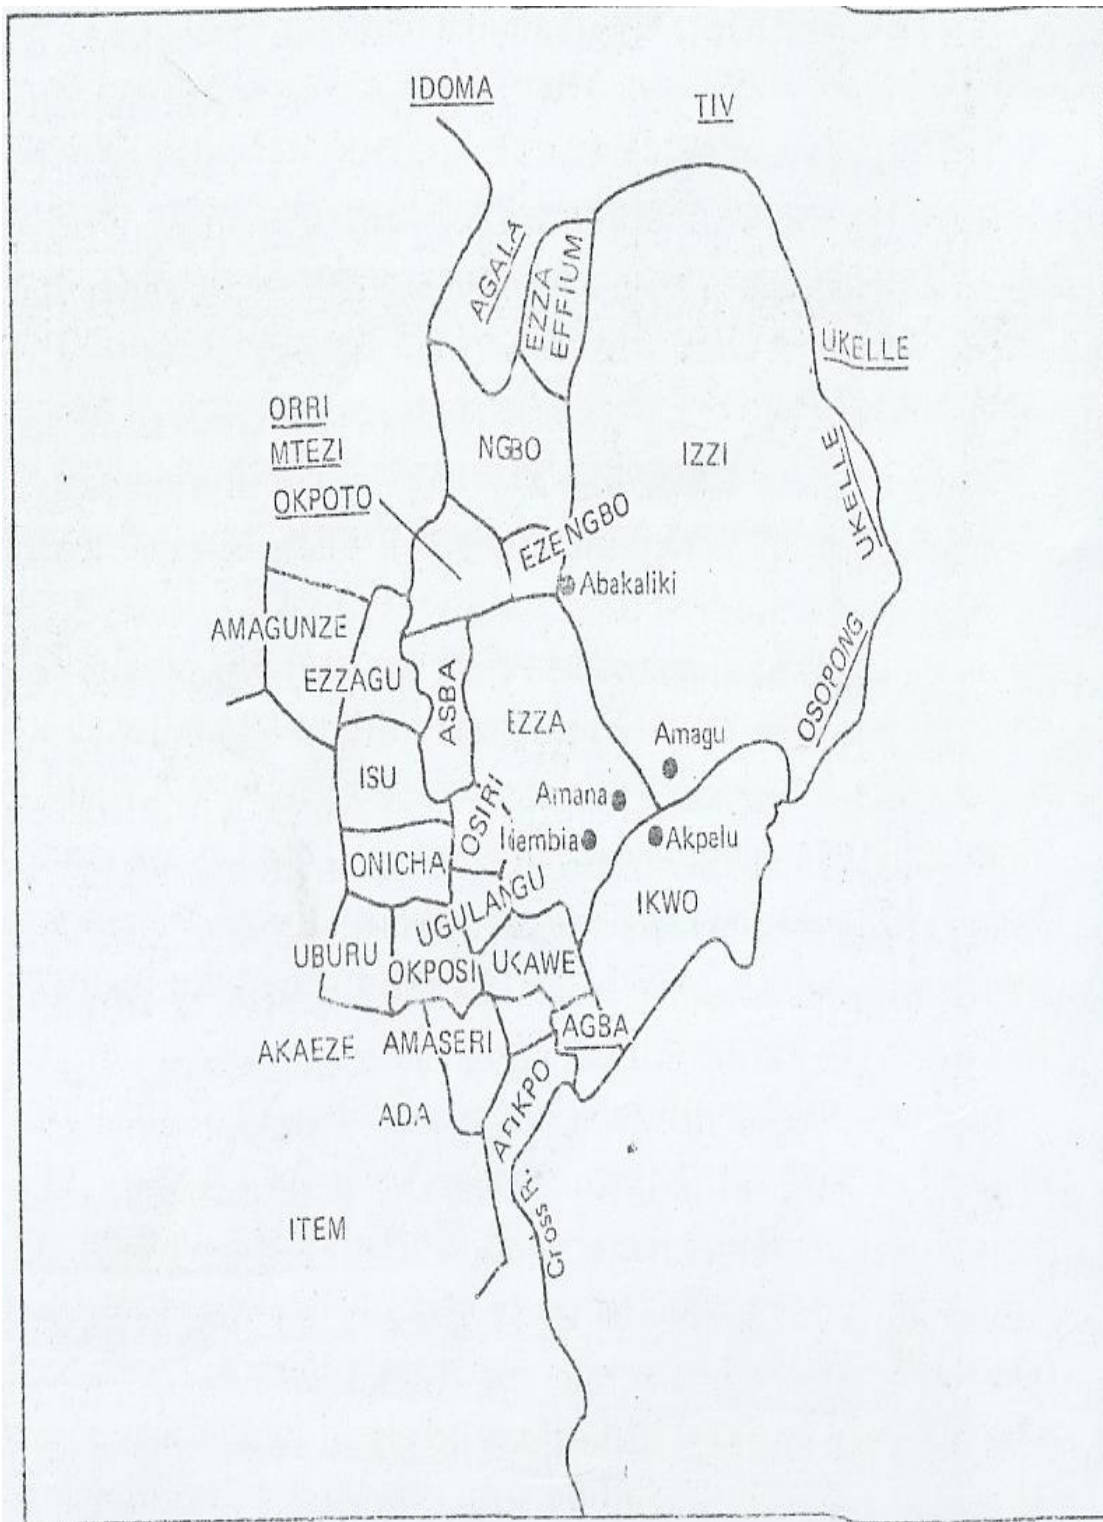 IDOMA
TIV
AGALA
EZZA
EFFIUM
UKELLE
ORRI
MTEZI
OKPOTO
NGBO
IZZI
UKELLE
EZENGBO
Abakaliki
AMAGUNZE
EZZAGU
ASBA
EZZA
OSOPONG
Amagu
ISU
OSIRI
Amana
Akpelu
ONICHA
IKWO
UGULANGU
UBURU
OKPOSI
UKAWE
AGBA
AKAEZE
AMASERI
ADA
AFIKPO
ITEM
Cross R.